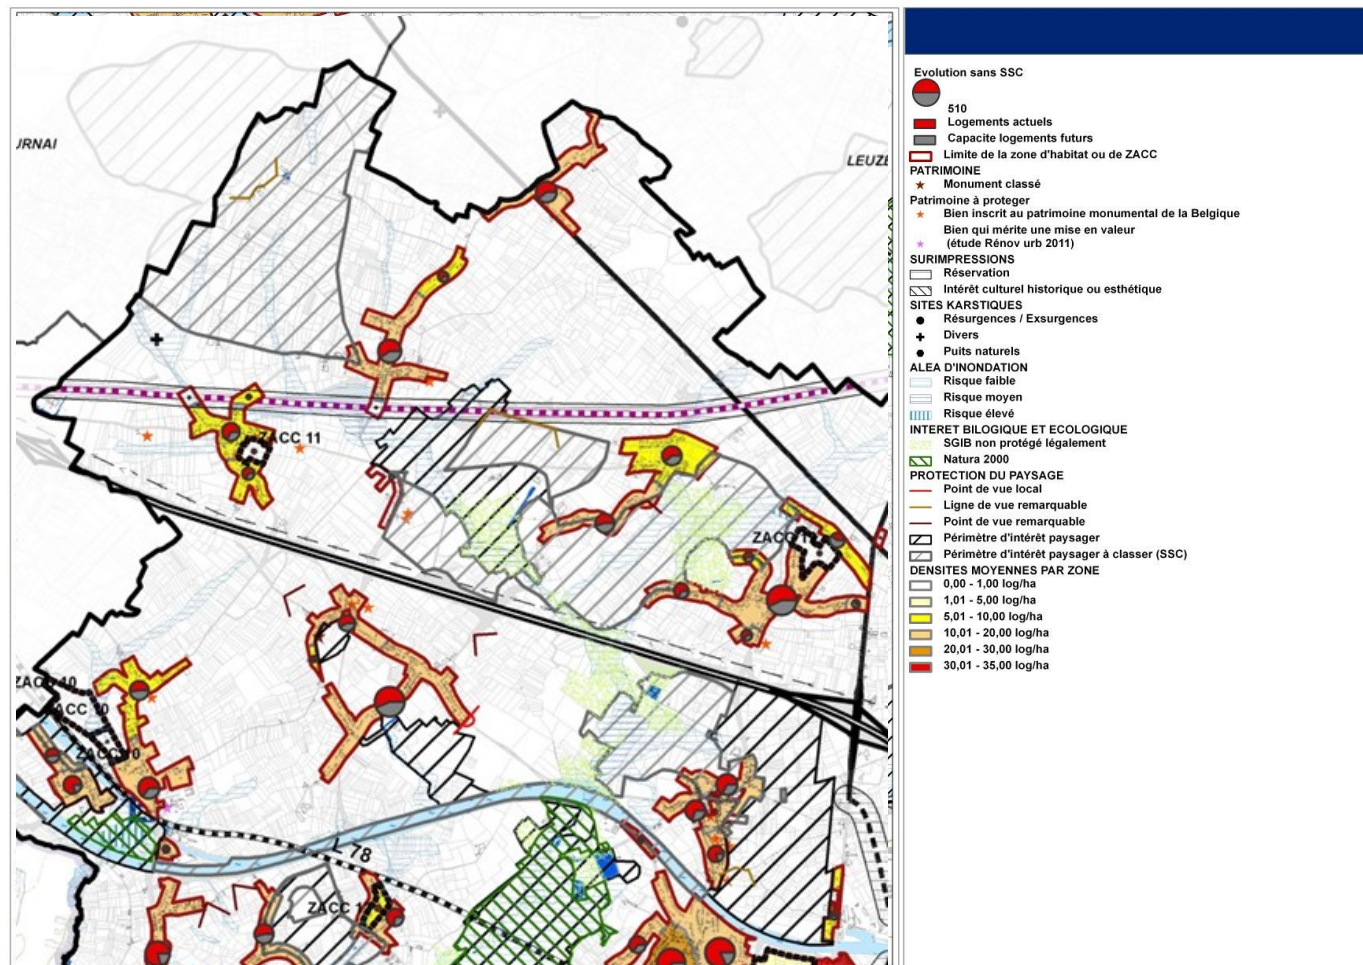 URNAI
LEUZE
ZACC 11
ZACC 1
ZACC 10
ZACC 10
ZACC 10
L 78
ZACC 1
Evolution sans SSC
510
Logements actuels
Capacite logements futurs
Limite de la zone d'habitat ou de ZACC
PATRIMOINE
Monument classé
Patrimoine à proteger
Bien inscrit au patrimoine monumental de la Belgique
Bien qui mérite une mise en valeur
(étude Rénov urb 2011)
SURIMPRESSIONS
Réservation
Intérêt culturel historique ou esthétique
SITES KARSTIQUES
Résurgences / Exsurgences
Divers
Puits naturels
ALEA D'INONDATION
Risque faible
Risque moyen
Risque élevé
INTERET BILOGIQUE ET ECOLOGIQUE
SGIB non protégé légalement
Natura 2000
PROTECTION DU PAYSAGE
Point de vue local
Ligne de vue remarquable
Point de vue remarquable
Périmètre d'intérêt paysager
Périmètre d'intérêt paysager à classer (SSC)
DENSITES MOYENNES PAR ZONE
0,00 - 1,00 log/ha
1,01 - 5,00 log/ha
5,01 - 10,00 log/ha
10,01 - 20,00 log/ha
20,01 - 30,00 log/ha
30,01 - 35,00 log/ha